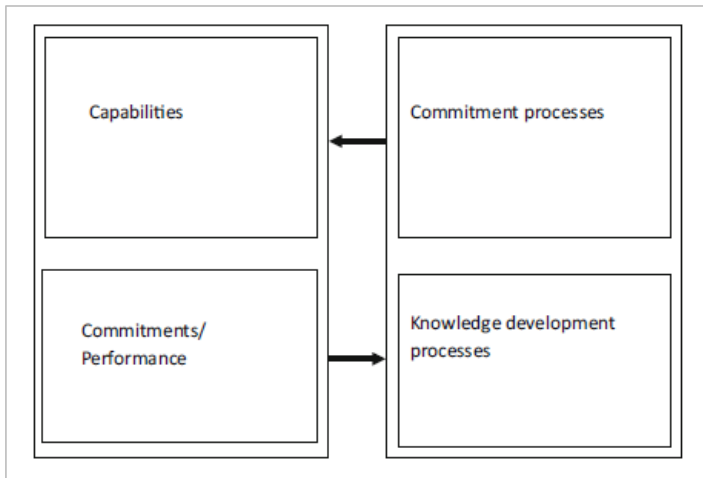 Capabilities
Commitment processes
Commitments/
Performance
Knowledge development
processes